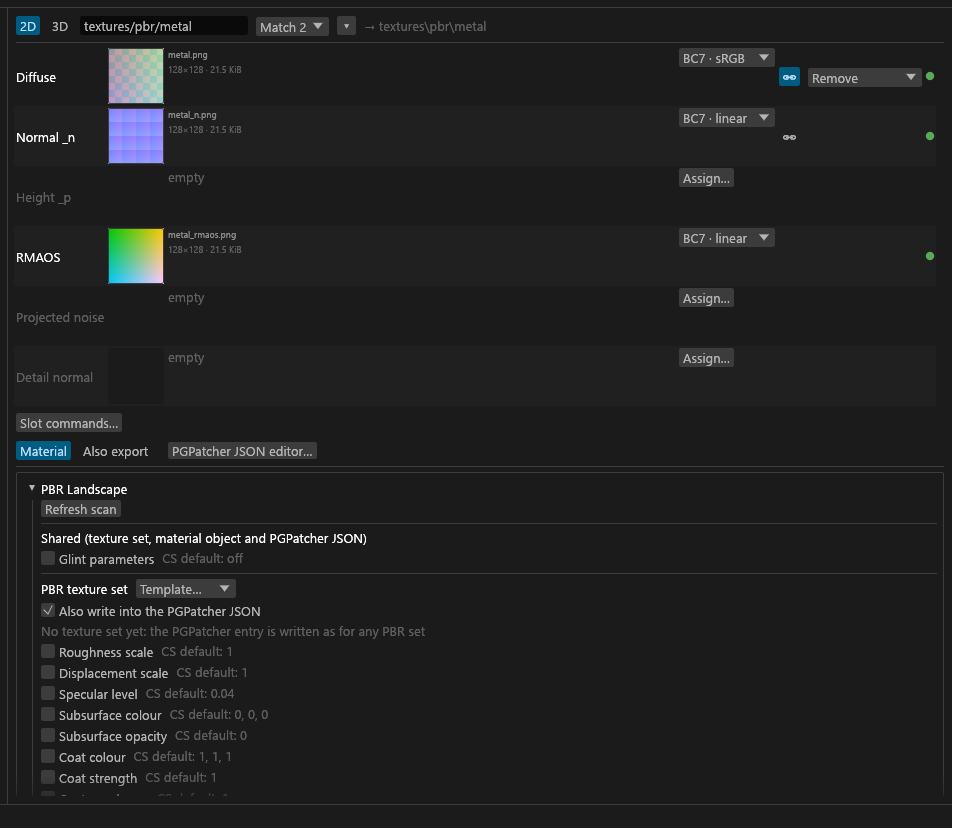 2D 3D textures/pbr/metal Match 2 → textures\pbr\metal
Diffuse
metal.png
128×128 · 21.5 KiB
BC7 · sRGB
Remove
Normal _n
metal_n.png
128×128 · 21.5 KiB
BC7 · linear
Height _p
empty
Assign...
RMAOS
metal_rmaos.png
128×128 · 21.5 KiB
BC7 · linear
Projected noise
empty
Assign...
Detail normal
empty
Assign...
Slot commands...
Material Also export PGPatcher JSON editor...
PBR Landscape
Refresh scan
Shared (texture set, material object and PGPatcher JSON)
Glint parameters CS default: off
PBR texture set Template...
Also write into the PGPatcher JSON
No texture set yet: the PGPatcher entry is written as for any PBR set
Roughness scale CS default: 1
Displacement scale CS default: 1
Specular level CS default: 0.04
Subsurface colour CS default: 0, 0, 0
Subsurface opacity CS default: 0
Coat colour CS default: 1, 1, 1
Coat strength CS default: 1